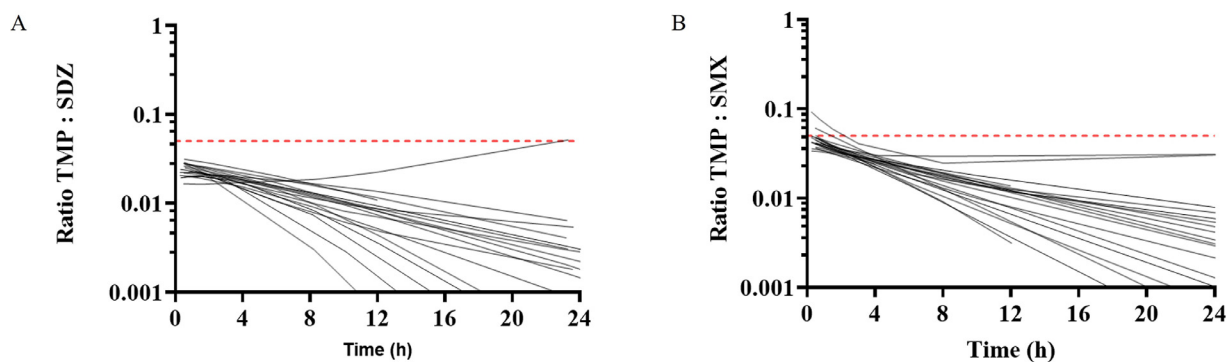 A
Ratio TMP : SDZ
1
0.1
0.01
0.001
0 4 8 12 16 20 24
Time (h)
B
Ratio TMP : SMX
1
0.1
0.01
0.001
0 4 8 12 16 20 24
Time (h)